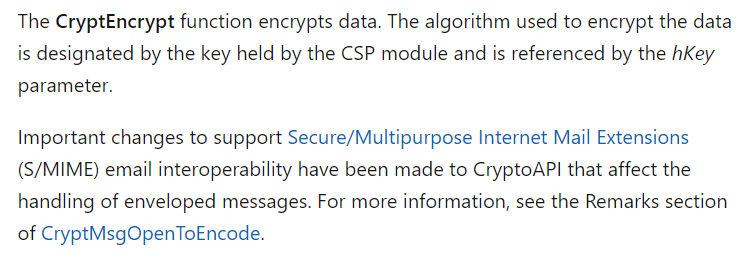 The CryptEncrypt function encrypts data. The algorithm used to encrypt the data
is designated by the key held by the CSP module and is referenced by the hKey
parameter.
Important changes to support Secure/Multipurpose Internet Mail Extensions
(S/MIME) email interoperability have been made to CryptoAPI that affect the
handling of enveloped messages. For more information, see the Remarks section
of CryptMsgOpenToEncode.